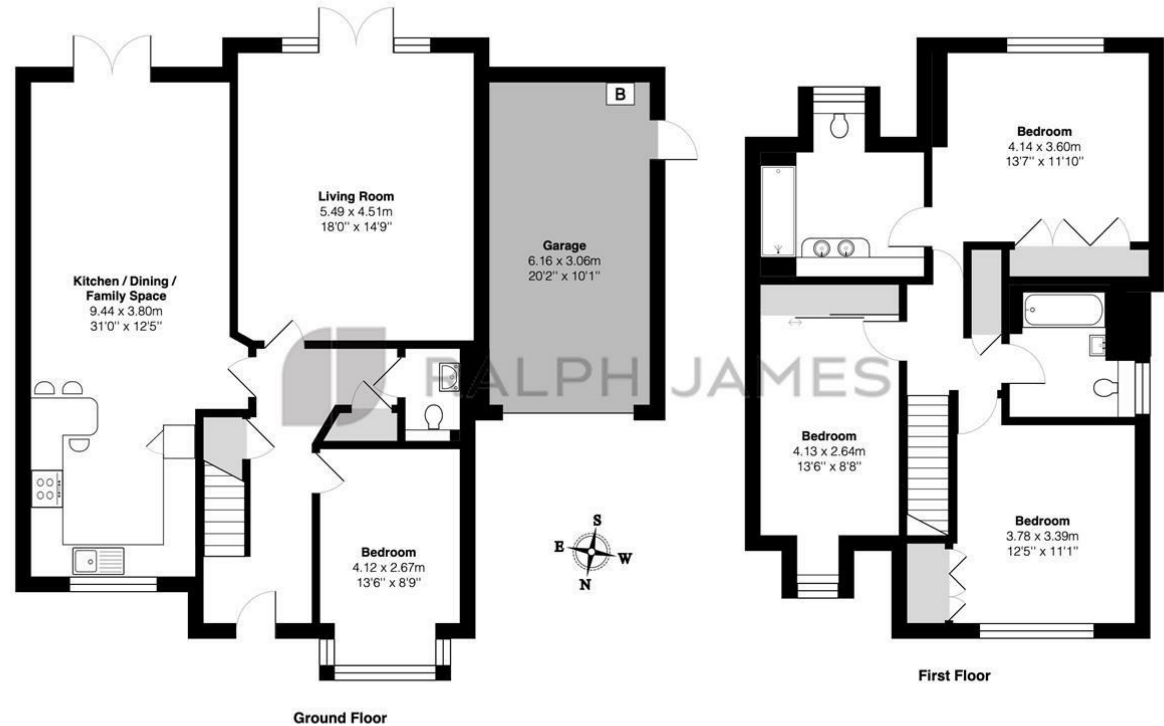 Living Room
5.49 x 4.51m
18'0" x 14'9"
Kitchen / Dining /
Family Space
9.44 x 3.80m
31'0" x 12'5"
Garage
6.16 x 3.06m
20'2" x 10'1"
B
Bedroom
4.12 x 2.67m
13'6" x 8'9"
Ground Floor
S
E
W
N
RALPH JAMES
Bedroom
4.14 x 3.60m
13'7" x 11'10"
Bedroom
4.13 x 2.64m
13'6" x 8'8"
Bedroom
3.78 x 3.39m
12'5" x 11'1"
First Floor